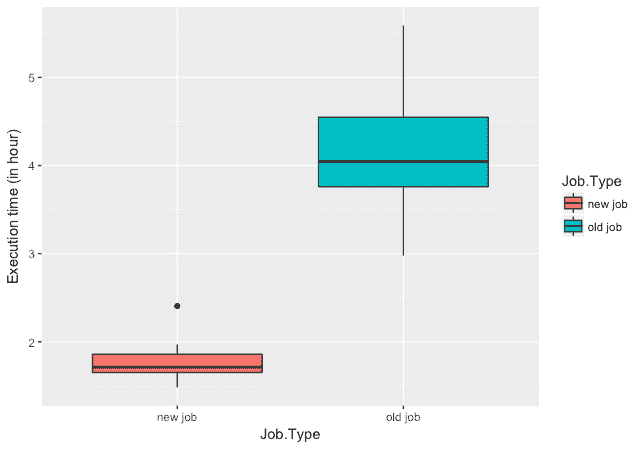 Execution time (in hour)
5
4
3
2
new job
old job
Job.Type
Job.Type
new job
old job